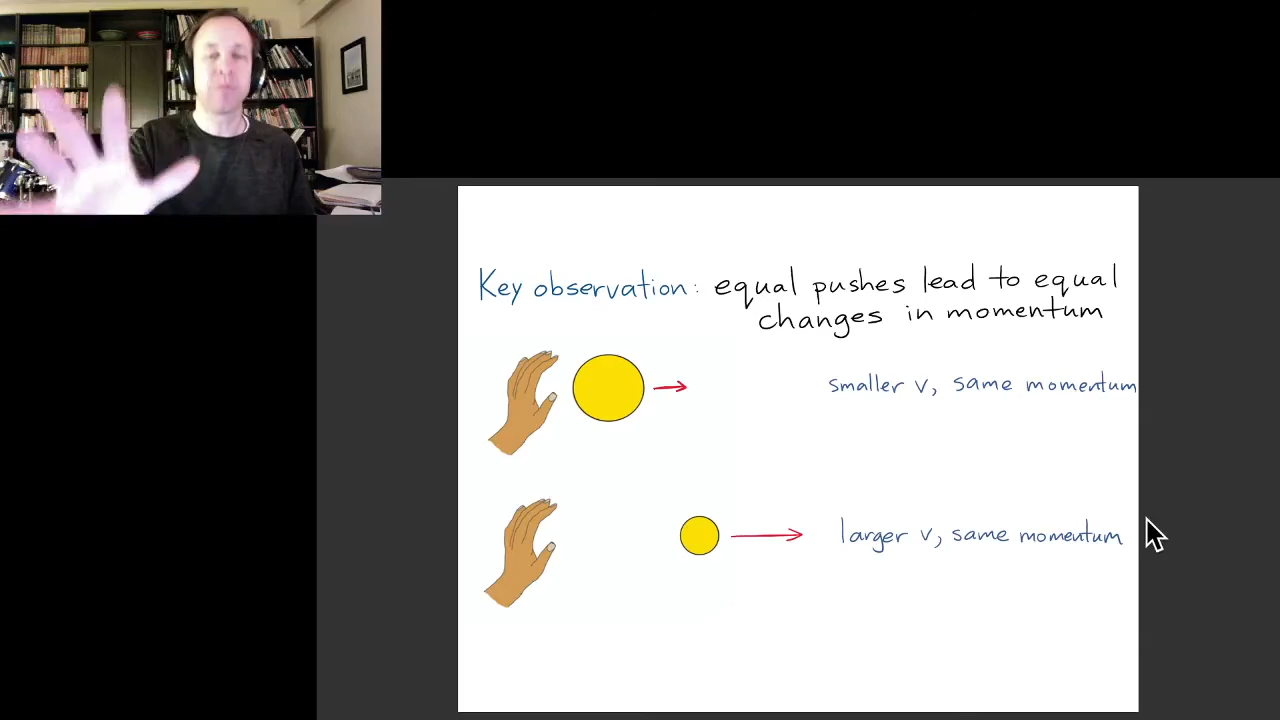 Key observation: equal pushes lead to equal
changes in momentum
smaller v, same momentum
larger v, same momentum